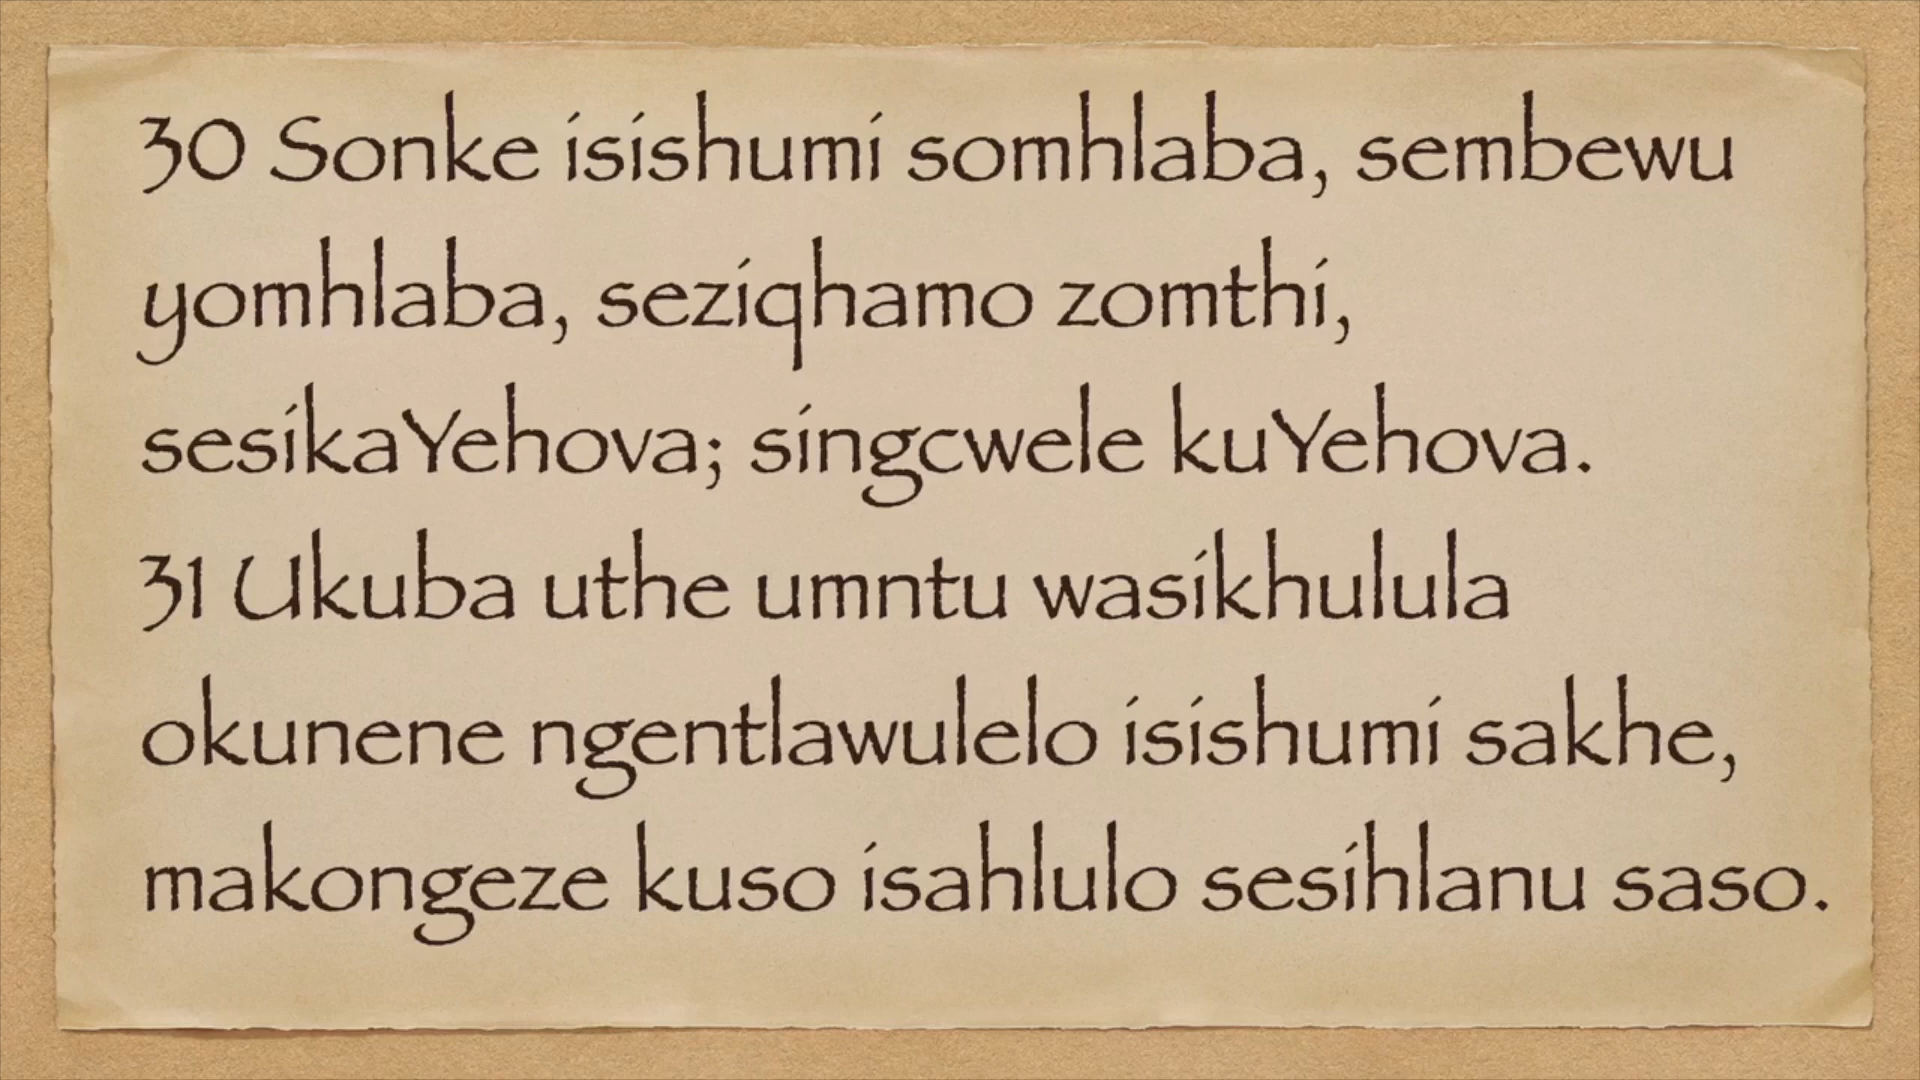 30 Sonke isishumi somhlaba, sembewu
yomhlaba, seziqhamo zomthi,
sesikaYehova; singcwele kuYehova.
31 Ukuba uthe umntu wasikhulula
okunene ngentlawulelo isishumi sakhe,
makongeze kuso isahlulo sesihlanu saso.